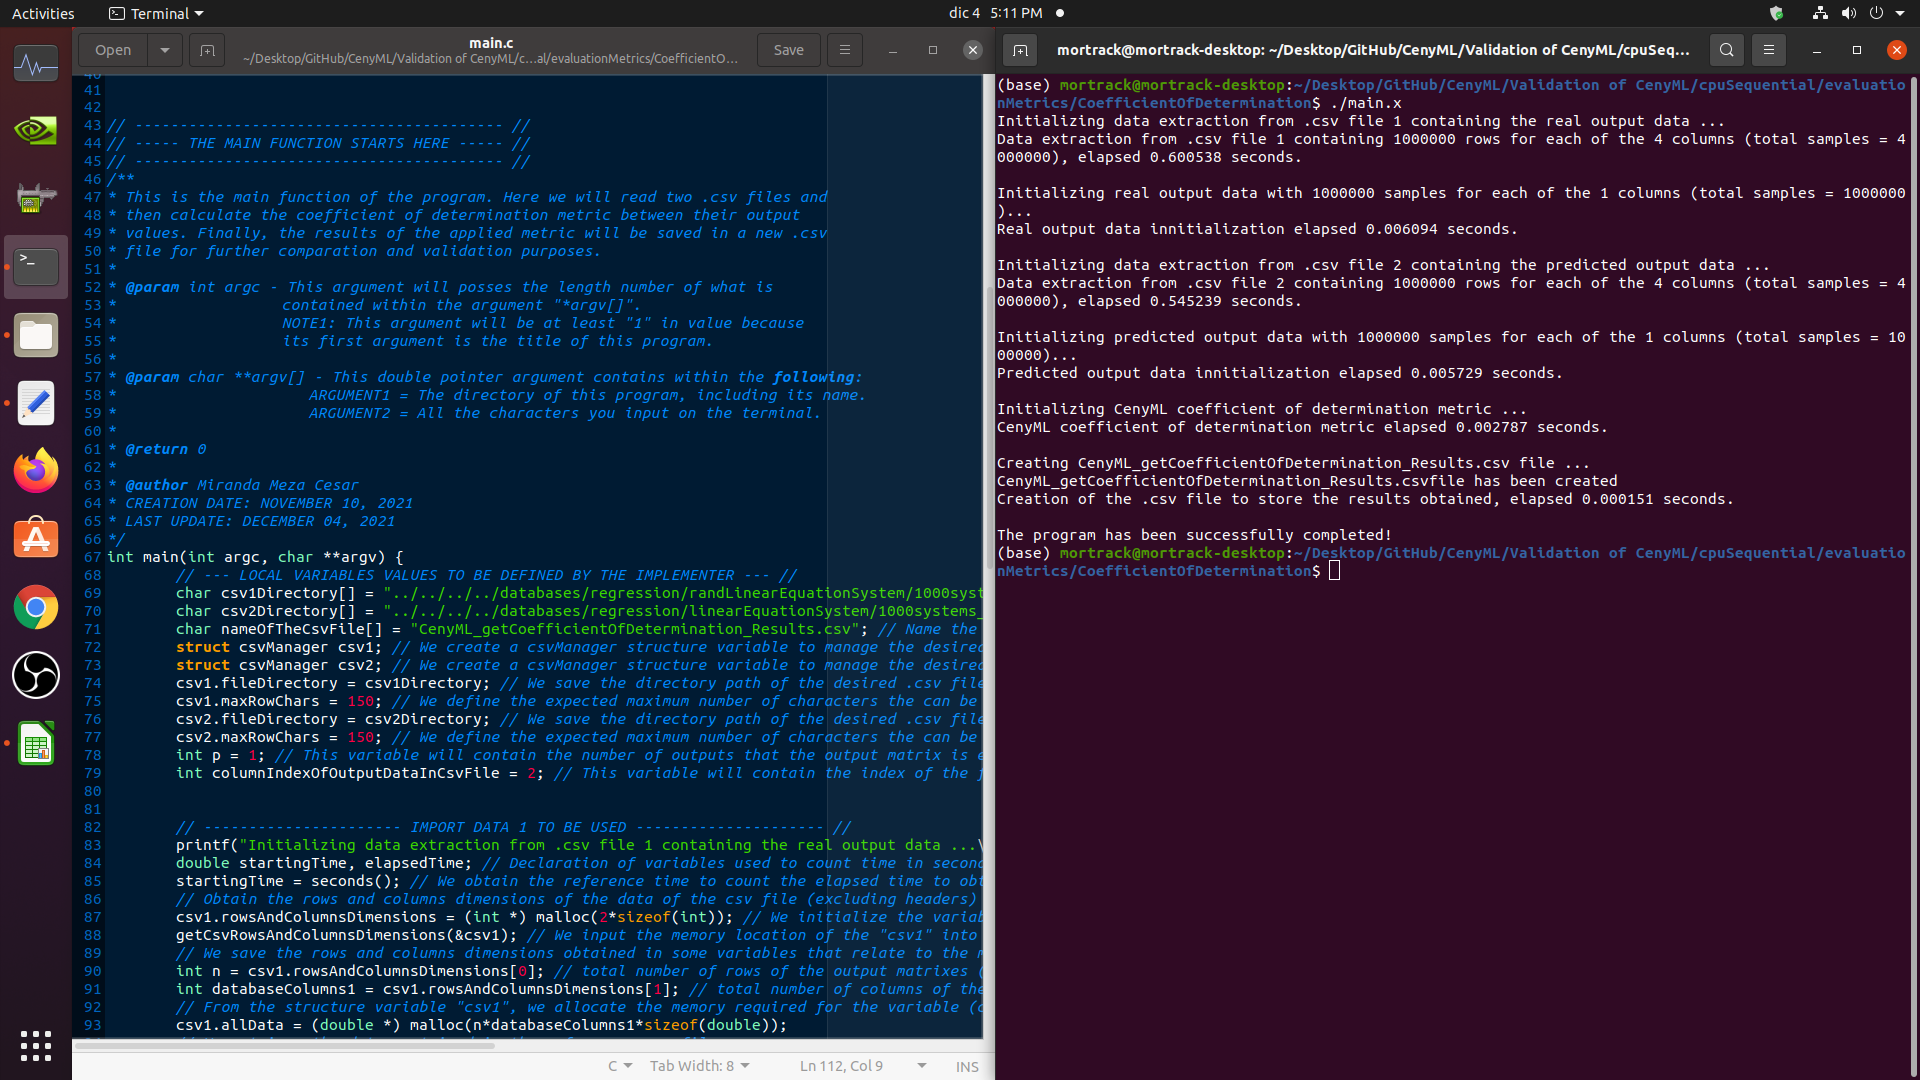 Activities
Terminal
dic 4  5:11 PM
Open
main.c
~/Desktop/GitHub/CenyML/Validation of CenyML/c...al/evaluationMetrics/CoefficientO...
Save
41
42
43 // ----------------------------------------- //
44 // ----- THE MAIN FUNCTION STARTS HERE ----- //
45 // ----------------------------------------- //
46 /**
47 * This is the main function of the program. Here we will read two .csv files and
48 * then calculate the coefficient of determination metric between their output
49 * values. Finally, the results of the applied metric will be saved in a new .csv
50 * file for further comparation and validation purposes.
51 *
52 * @param int argc - This argument will posses the length number of what is
53 *                   contained within the argument "*argv[]".
54 *                   NOTE1: This argument will be at least "1" in value because
55 *                   its first argument is the title of this program.
56 *
57 * @param char **argv[] - This double pointer argument contains within the following:
58 *                      ARGUMENT1 = The directory of this program, including its name.
59 *                      ARGUMENT2 = All the characters you input on the terminal.
60 *
61 * @return 0
62 *
63 * @author Miranda Meza Cesar
64 * CREATION DATE: NOVEMBER 10, 2021
65 * LAST UPDATE: DECEMBER 04, 2021
66 */
67 int main(int argc, char **argv) {
68 // --- LOCAL VARIABLES VALUES TO BE DEFINED BY THE IMPLEMENTER --- //
69 char csv1Directory[] = "../../../../databases/regression/randLinearEquationSystem/1000syst
70 char csv2Directory[] = "../../../../databases/regression/linearEquationSystem/1000systems_
71 char nameOfTheCsvFile[] = "CenyML_getCoefficientOfDetermination_Results.csv"; // Name the
72 struct csvManager csv1; // We create a csvManager structure variable to manage the desired
73 struct csvManager csv2; // We create a csvManager structure variable to manage the desired
74 csv1.fileDirectory = csv1Directory; // We save the directory path of the desired .csv file
75 csv1.maxRowChars = 150; // We define the expected maximum number of characters the can be
76 csv2.fileDirectory = csv2Directory; // We save the directory path of the desired .csv file
77 csv2.maxRowChars = 150; // We define the expected maximum number of characters the can be
78 int p = 1; // This variable will contain the number of outputs that the output matrix is e
79 int columnIndexOfOutputDataInCsvFile = 2; // This variable will contain the index of the f
80
81
82 // ---------------------- IMPORT DATA 1 TO BE USED --------------------- //
83 printf("Initializing data extraction from .csv file 1 containing the real output data ...\
84 double startingTime, elapsedTime; // Declaration of variables used to count time in second
85 startingTime = seconds(); // We obtain the reference time to count the elapsed time to obt
86 // Obtain the rows and columns dimensions of the data of the csv file (excluding headers)
87 csv1.rowsAndColumnsDimensions = (int *) malloc(2*sizeof(int)); // We initialize the variab
88 getCsvRowsAndColumnsDimensions(&csv1); // We input the memory location of the "csv1" into
89 // We save the rows and columns dimensions obtained in some variables that relate to the m
90 int n = csv1.rowsAndColumnsDimensions[0]; // total number of rows of the output matrixes (
91 int databaseColumns1 = csv1.rowsAndColumnsDimensions[1]; // total number of columns of the
92 // From the structure variable "csv1", we allocate the memory required for the variable (c
93 csv1.allData = (double *) malloc(n*databaseColumns1*sizeof(double));
C
Tab Width: 8
Ln 112, Col 9
INS
mortrack@mortrack-desktop: ~/Desktop/GitHub/CenyML/Validation of CenyML/cpuSeq...
(base) mortrack@mortrack-desktop:~/Desktop/GitHub/CenyML/Validation of CenyML/cpuSequential/evaluatio
nMetrics/CoefficientOfDetermination$ ./main.x
Initializing data extraction from .csv file 1 containing the real output data ...
Data extraction from .csv file 1 containing 1000000 rows for each of the 4 columns (total samples = 4
000000), elapsed 0.600538 seconds.
Initializing real output data with 1000000 samples for each of the 1 columns (total samples = 1000000
)...
Real output data innitialization elapsed 0.006094 seconds.
Initializing data extraction from .csv file 2 containing the predicted output data ...
Data extraction from .csv file 2 containing 1000000 rows for each of the 4 columns (total samples = 4
000000), elapsed 0.545239 seconds.
Initializing predicted output data with 1000000 samples for each of the 1 columns (total samples = 10
00000)...
Predicted output data innitialization elapsed 0.005729 seconds.
Initializing CenyML coefficient of determination metric ...
CenyML coefficient of determination metric elapsed 0.002787 seconds.
Creating CenyML_getCoefficientOfDetermination_Results.csv file ...
CenyML_getCoefficientOfDetermination_Results.csvfile has been created
Creation of the .csv file to store the results obtained, elapsed 0.000151 seconds.
The program has been successfully completed!
(base) mortrack@mortrack-desktop:~/Desktop/GitHub/CenyML/Validation of CenyML/cpuSequential/evaluatio
nMetrics/CoefficientOfDetermination$